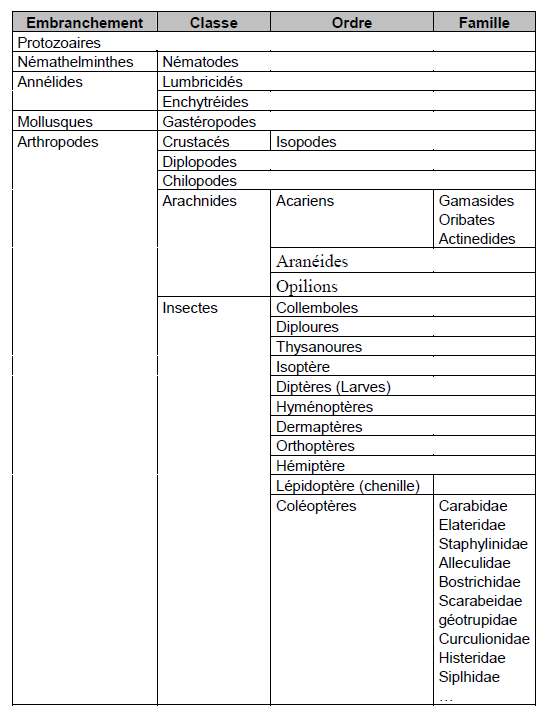 Embranchement Classe Ordre Famille
Protozoaires
Némathelminthes Nématodes
Annélides Lumbricidés
Enchytréides
Mollusques Gastéropodes
Arthropodes Crustacés Isopodes
Diplopodes
Chilopodes
Arachnides Acariens Gamasides
Oribates
Actinedides
Aranéides
Opilions
Insectes Collemboles
Diploures
Thysanoures
Isoptère
Diptères (Larves)
Hyménoptères
Dermaptères
Orthoptères
Hémiptère
Lépidoptère (chenille)
Coléoptères Carabidae
Elateridae
Staphylinidae
Alleculidae
Bostrichidae
Scarabeidae
géotrupidae
Curculionidae
Histeridae
Siplhidae
…